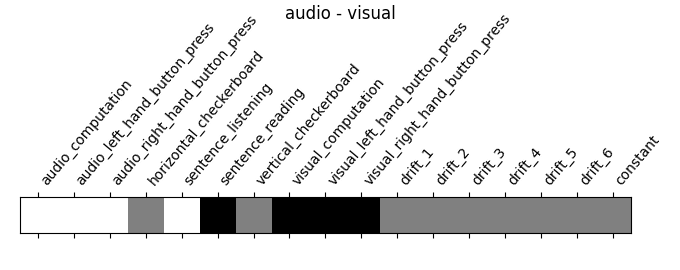 audio - visual
audio_computation
audio_left_hand_button_press
audio_right_hand_button_press
horizontal_checkerboard
sentence_listening
sentence_reading
vertical_checkerboard
visual_computation
visual_left_hand_button_press
visual_right_hand_button_press
drift_1
drift_2
drift_3
drift_4
drift_5
drift_6
constant